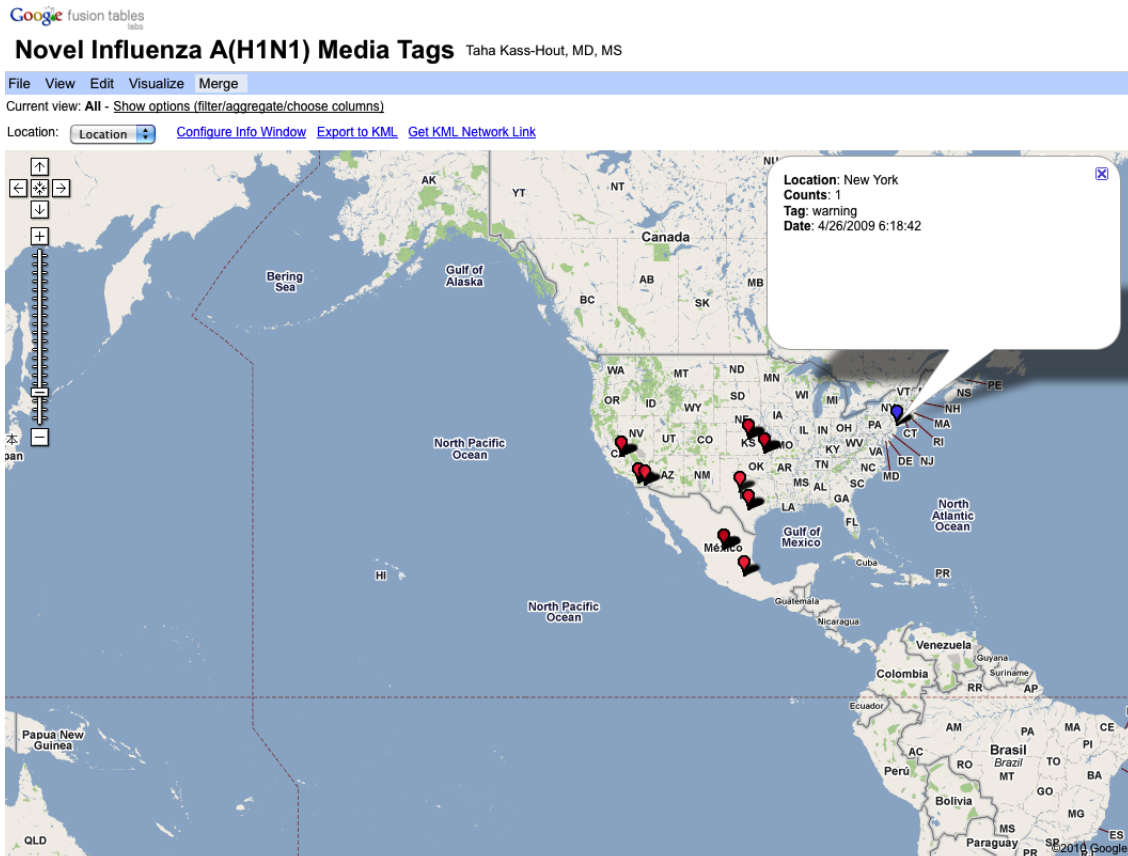 Google fusion tables
labs
Novel Influenza A(H1N1) Media Tags Taha Kass-Hout, MD, MS
File View Edit Visualize Merge
Current view: All - Show options (filter/aggregate/choose columns)
Location: Location Configure Info Window Export to KML Get KML Network Link
Location: New York
Counts: 1
Tag: warning
Date: 4/26/2009 6:18:42
NU
AK
YT
NT
Canada
Gulf of
Alaska
Bering
Sea
AB
MB
BC
SK
WA
MT
ND
MN
OR
ID
WY
SD
WI
MI
VT
NS
PE
IA
NE
NY
NH
MA
NV
UT
CO
KS
MO
IL
IN
OH
PA
CT
RI
KY
WV
VA
DE
NJ
CA
AZ
NM
OK
AR
TN
NC
MD
MS
AL
SC
GA
LA
FL
North Pacific
Ocean
North
Atlantic
Ocean
Gulf of
Mexico
México
本
pan
HI
Cuba
PR
North Pacific
Ocean
Guatemala
Nicaragua
Venezuela
Guyana
Suriname
Colombia
RR
AP
Ecuador
Papua New
Guinea
AM
PA
MA
CE
AC
Brasil
Brazil
PI
RO
TO
Perú
MT
BA
GO
Bolivia
MG
MS
ES
QLD
Paraguay
SP
PR
RJ
©2010 Google